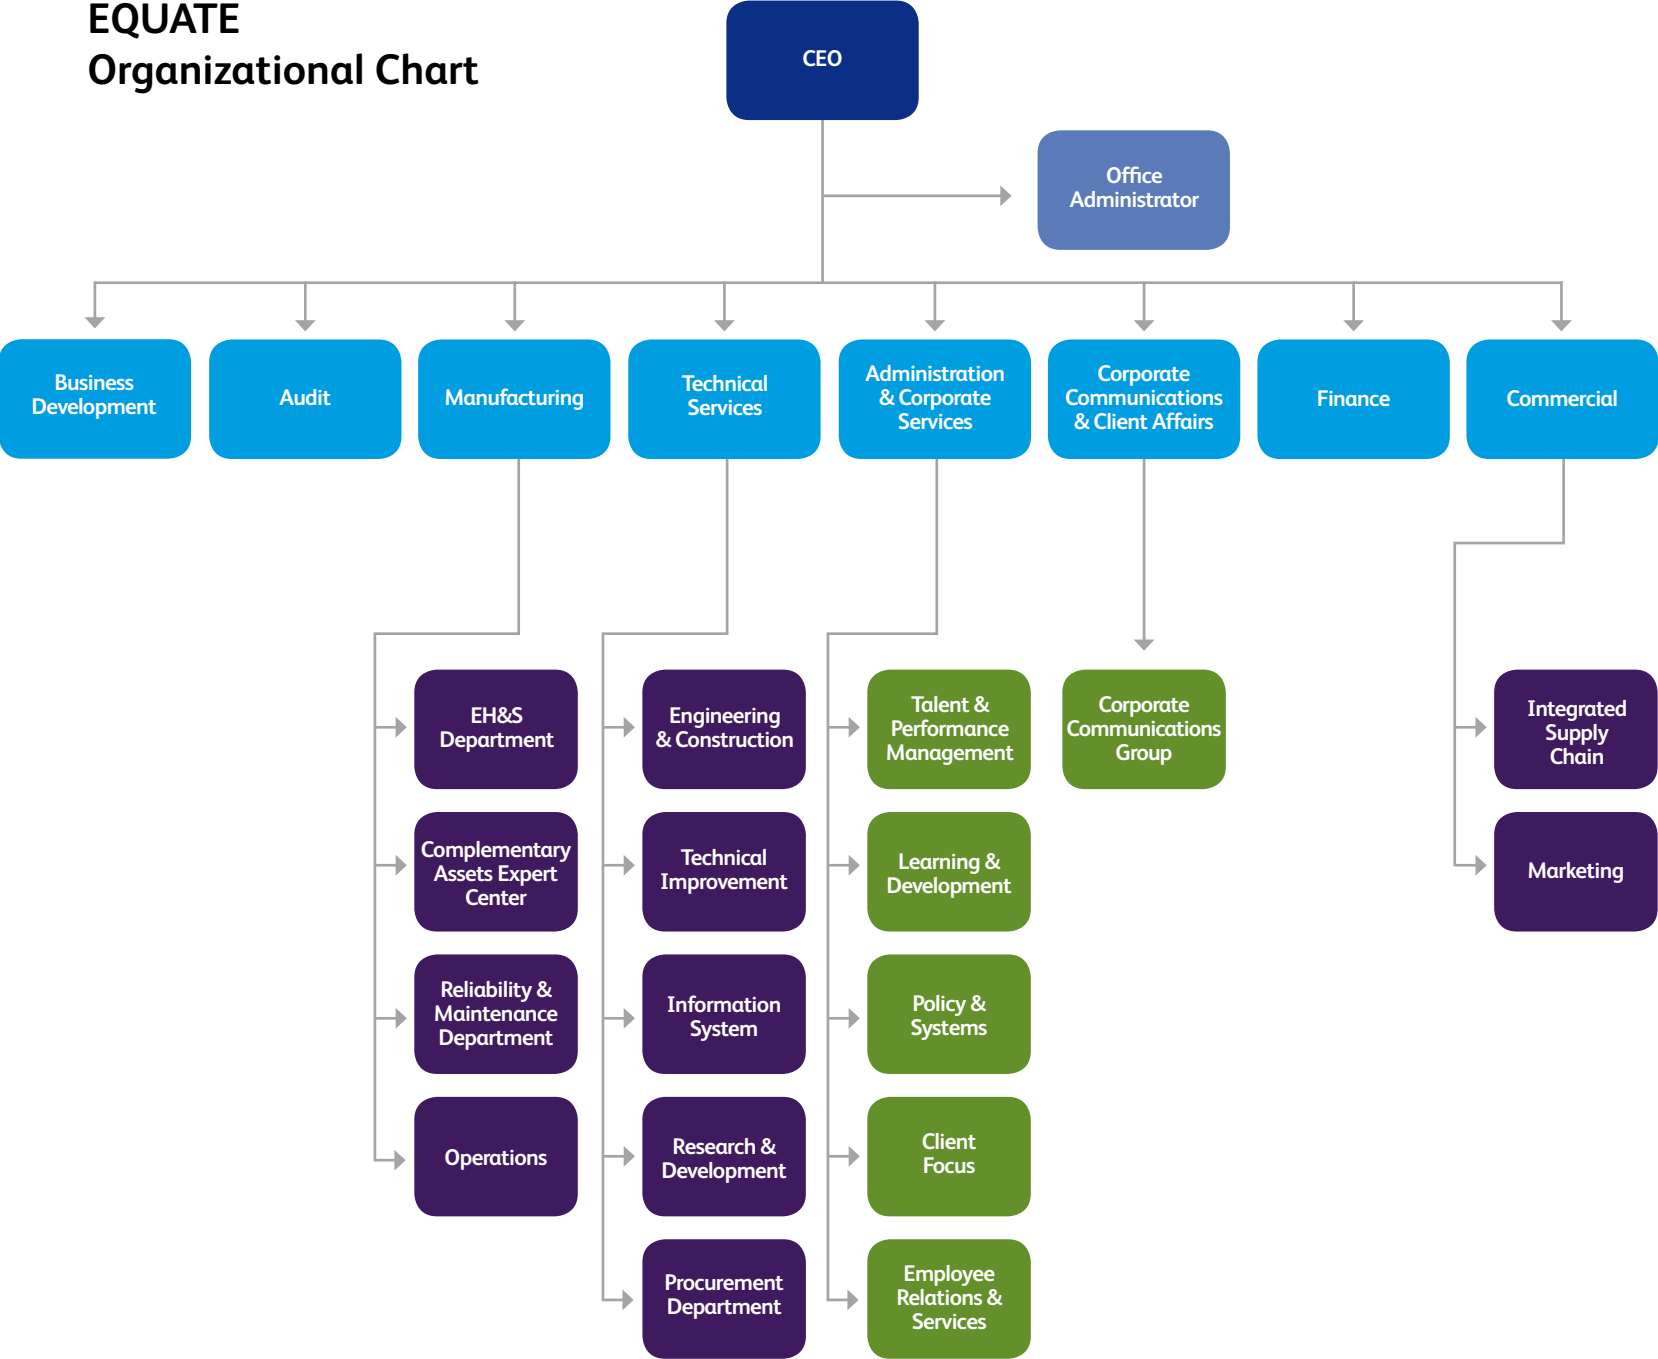 EQUATE
Organizational Chart
CEO
Office
Administrator
Business
Development
Audit
Manufacturing
Technical
Services
Administration
& Corporate
Services
Corporate
Communications
& Client Affairs
Finance
Commercial
EH&S
Department
Complementary
Assets Expert
Center
Reliability &
Maintenance
Department
Operations
Engineering
& Construction
Technical
Improvement
Information
System
Research &
Development
Procurement
Department
Talent &
Performance
Management
Learning &
Development
Policy &
Systems
Client
Focus
Employee
Relations &
Services
Corporate
Communications
Group
Integrated
Supply
Chain
Marketing